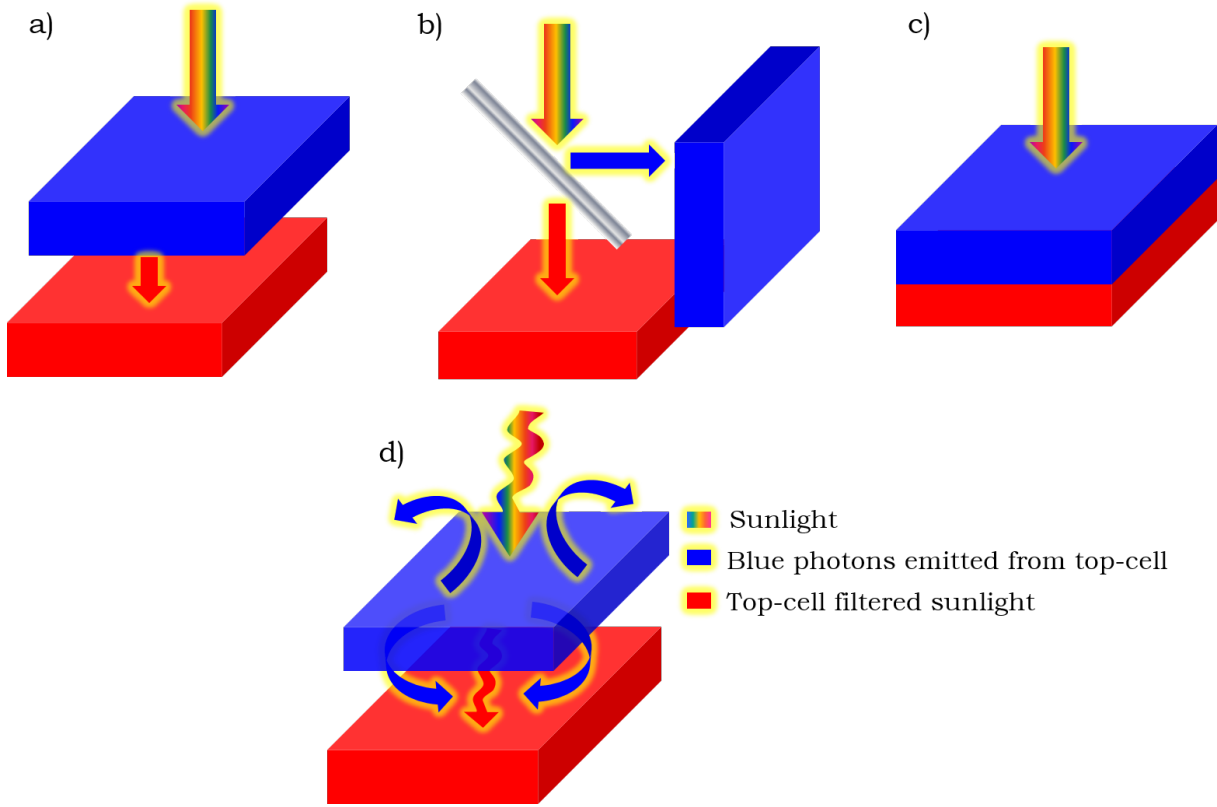 a)
b)
c)
d)
Sunlight
Blue photons emitted from top-cell
Top-cell filtered sunlight